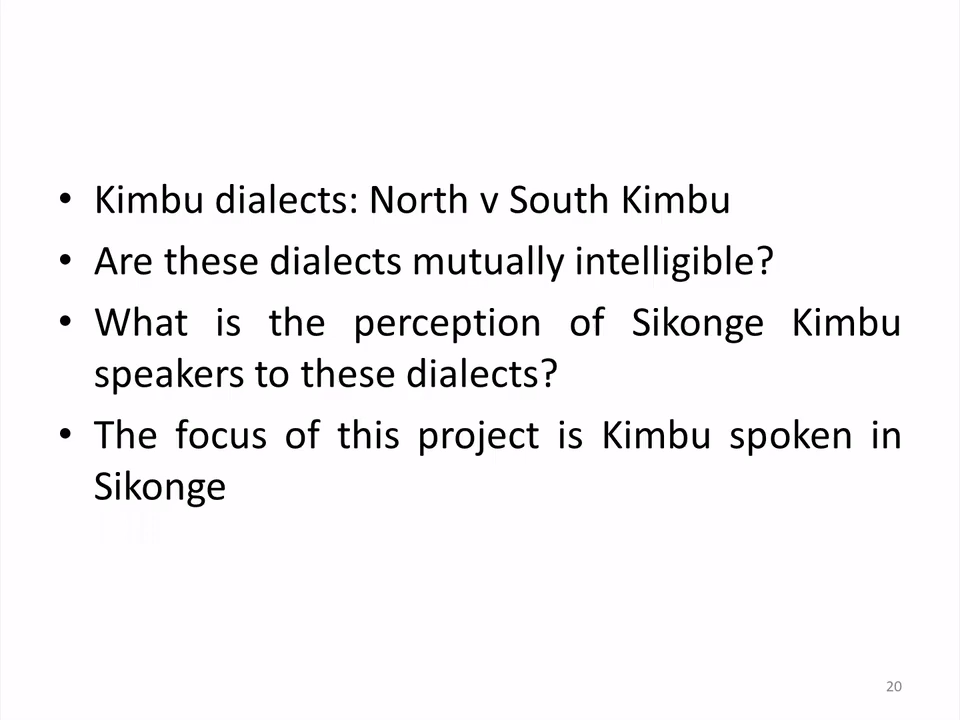 • Kimbu dialects: North v South Kimbu
• Are these dialects mutually intelligible?
• What is the perception of Sikonge Kimbu
speakers to these dialects?
• The focus of this project is Kimbu spoken in
Sikonge
20